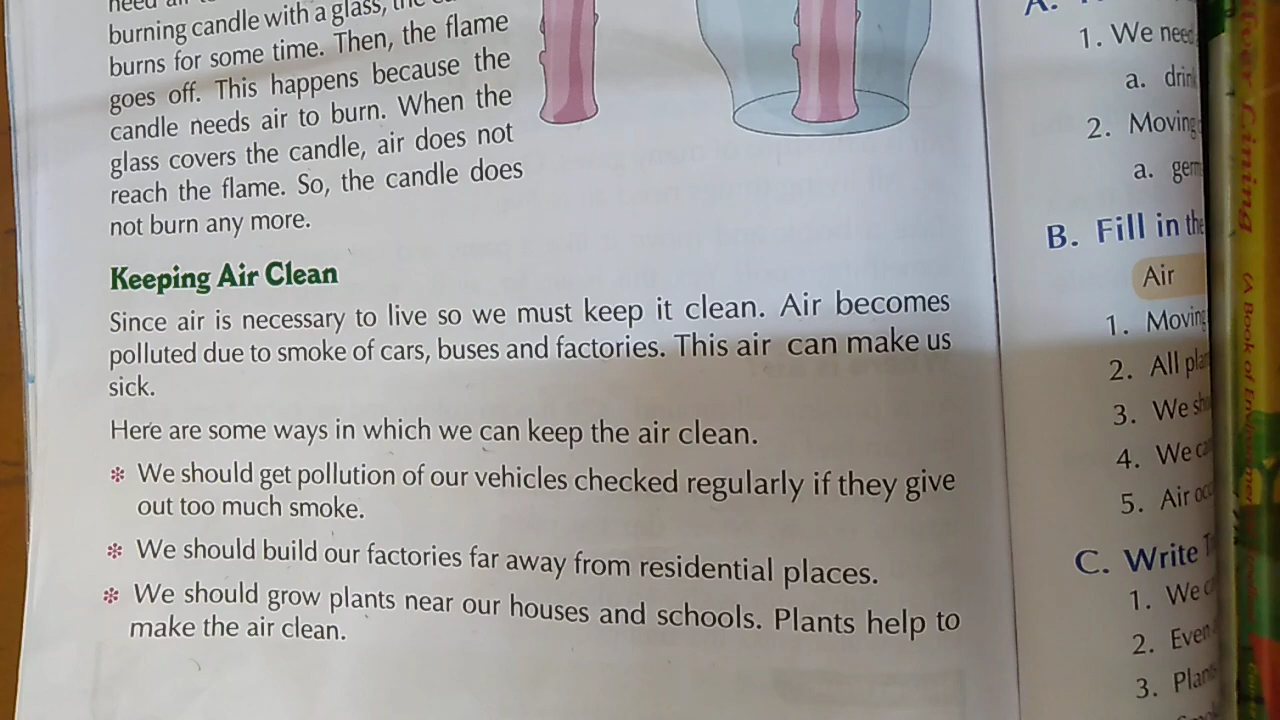 burning candle with a glass, the
burns for some time. Then, the flame
goes off. This happens because the
candle needs air to burn. When the
glass covers the candle, air does not
reach the flame. So, the candle does
not burn any more.
Keeping Air Clean
Since air is necessary to live so we must keep it clean. Air becomes
polluted due to smoke of cars, buses and factories. This air can make us
sick.
Here are some ways in which we can keep the air clean.
❇ We should get pollution of our vehicles checked regularly if they give
out too much smoke.
❇ We should build our factories far away from residential places.
❇ We should grow plants near our houses and schools. Plants help to
make the air clean.
A.
1. We need
a.
2. Moving
a.
B. Fill in the
Air
1. Moving
2. All
3. We
4. We
5. Air
C. Write
1. We
2. Even
3.
(A Book of